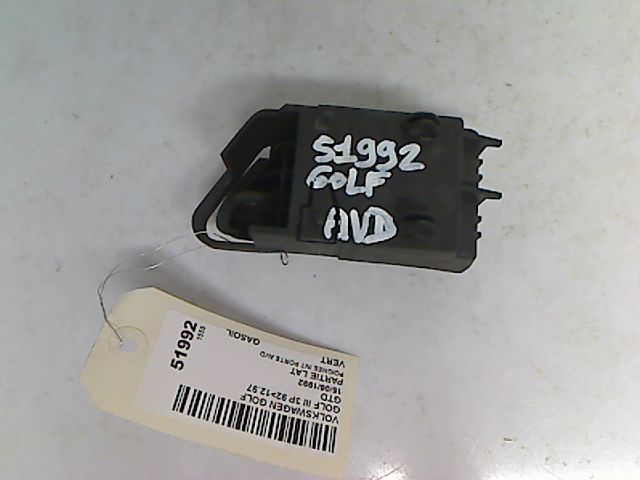 51992
GOLF
AVD
VOLKSWAGEN GOLF
GOLF III 3P 92>12.97
GTD
16/06/1992
PARTIE LAT
POIGNEE INT PORTE AVD
VERT
GASOIL
51992
1555